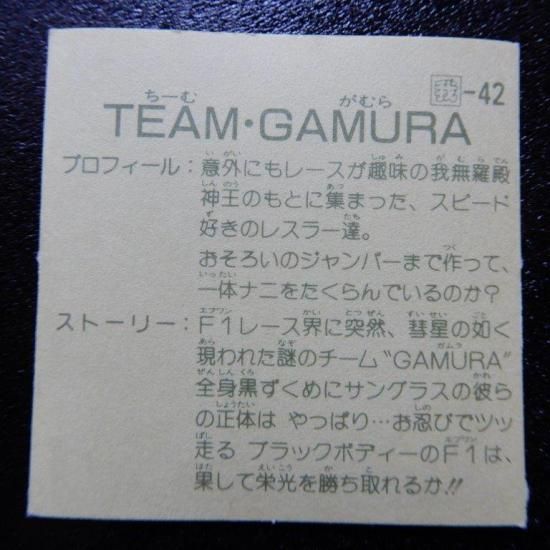 -42
TEAM・GAMURA
プロフィール：意外にもレースが趣味の我無羅殿
神王のもとに集まった、スピード
好きのレスラー達。
おそろいのジャンパーまで作って、
一体ナニをたくらんでいるのか?
ストーリー：F1レース界に突然、彗星の如く
現われた謎のチーム"GAMURA"
全身黒ずくめにサングラスの彼ら
の正体は やっぱり…お忍びでツッ
走る ブラックボディーのF1は、
果して栄光を勝ち取れるか!!